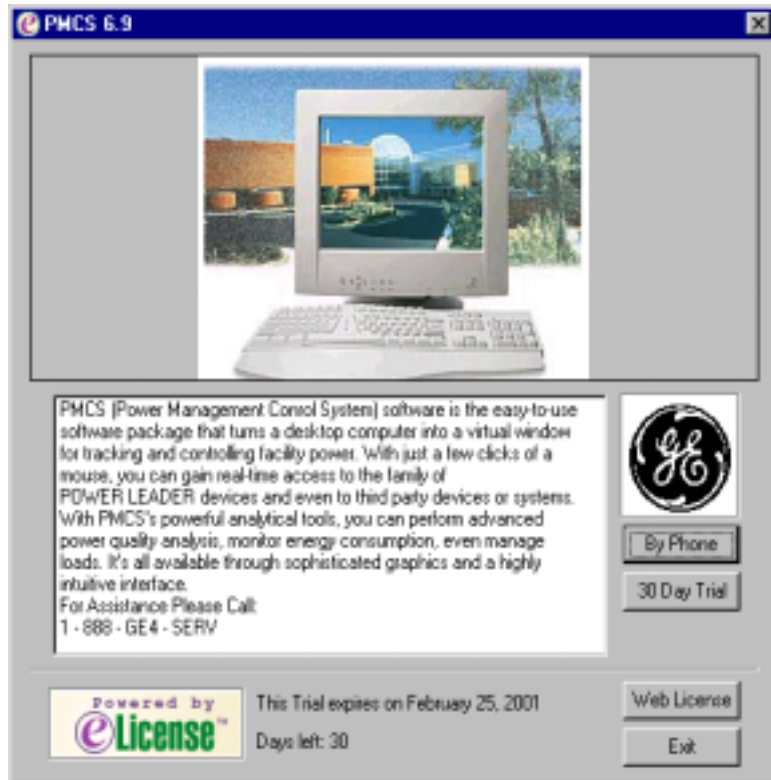 PMCS 6.9
PMCS (Power Management Conrol System) software is the easy-to-use
software package that turns a desktop computer into a virtual window
for tracking and controlling facility power. With just a few clicks of a
mouse, you can gain real-time access to the family of
POWER LEADER devices and even to third party devices or systems.
With PMCS's powerful analytical tools, you can perform advanced
power quality analysis, monitor energy consumption, even manage
loads. It's all available through sophisticated graphics and a highly
intuitive interface.
For Assistance Please Call:
1 - 888 - GE4 - SERV
GE
By Phone
30 Day Trial
Powered by
eLicense™
This Trial expires on February 25, 2001
Days left: 30
Web License
Exit